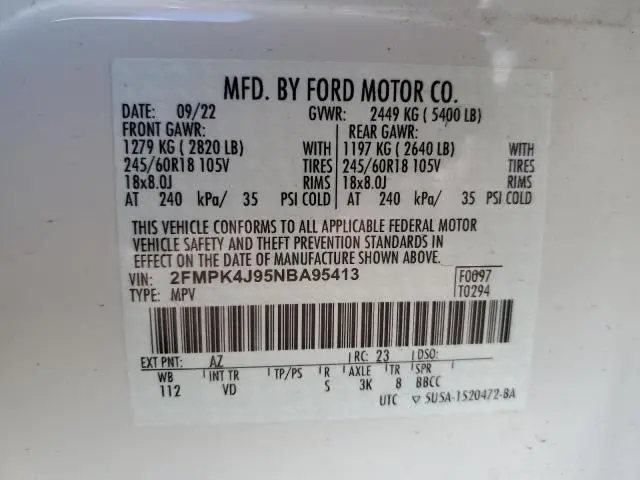 MFD. BY FORD MOTOR CO.
DATE: 09/22 GVWR: 2449 KG ( 5400 LB)
FRONT GAWR: REAR GAWR:
1279 KG ( 2820 LB) WITH 1197 KG ( 2640 LB) WITH
245/60R18 105V TIRES 245/60R18 105V TIRES
18x8.0J RIMS 18x8.0J RIMS
AT 240 kPa/ 35 PSI COLD AT 240 kPa/ 35 PSI COLD
THIS VEHICLE CONFORMS TO ALL APPLICABLE FEDERAL MOTOR
VEHICLE SAFETY AND THEFT PREVENTION STANDARDS IN
EFFECT ON THE DATE OF MANUFACTURE SHOWN ABOVE.
VIN: 2FMPK4J95NBA95413 F0097
TYPE: MPV T0294
EXT PNT: AZ RC: 23 DSO:
WB INT TR TP/PS R AXLE TR SPR
112 VD S 3K 8 BBCC
UTC ▽ 5U5A-1520472-BA